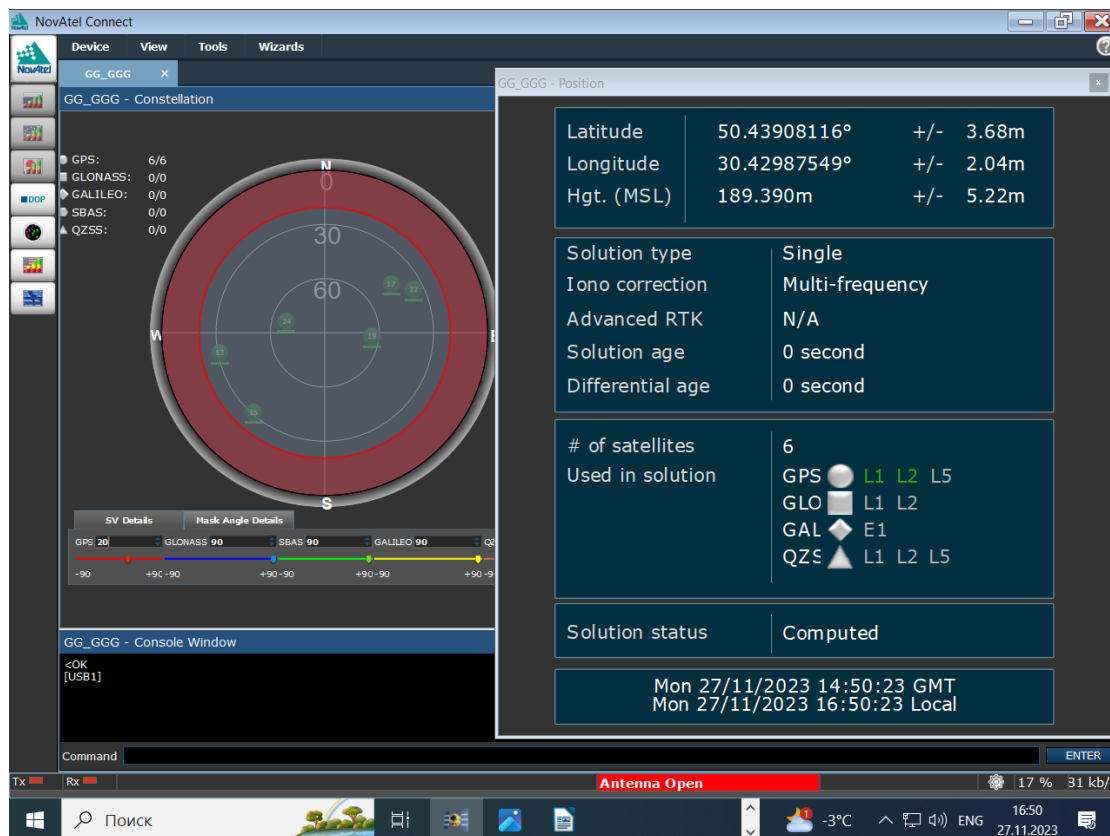 NovAtel Connect
Device View Tools Wizards
NovAtel
GG_GGG x
GG_GGG - Constellation
GPS: 6/6
GLONASS: 0/0
GALILEO: 0/0
SBAS: 0/0
QZSS: 0/0
DOP
N
0
30
60
17
22
24
19
12
15
W
E
S
SV Details Mask Angle Details
GPS 20 GLONASS 90 SBAS 90 GALILEO 90 QZ
-90 +90 -90 +90 -90 +90 -90 +90 -9
GG_GGG - Console Window
<OK
[USB1]
Command
ENTER
GG_GGG - Position
x
Latitude 50.43908116° +/- 3.68m
Longitude 30.42987549° +/- 2.04m
Hgt. (MSL) 189.390m +/- 5.22m
Solution type Single
Iono correction Multi-frequency
Advanced RTK N/A
Solution age 0 second
Differential age 0 second
# of satellites 6
Used in solution GPS L1 L2 L5
GLO L1 L2
GAL E1
QZS L1 L2 L5
Solution status Computed
Mon 27/11/2023 14:50:23 GMT
Mon 27/11/2023 16:50:23 Local
Tx Rx Antenna Open 17 % 31 kb/
Поиск 1 -3°C ENG 16:50
27.11.2023